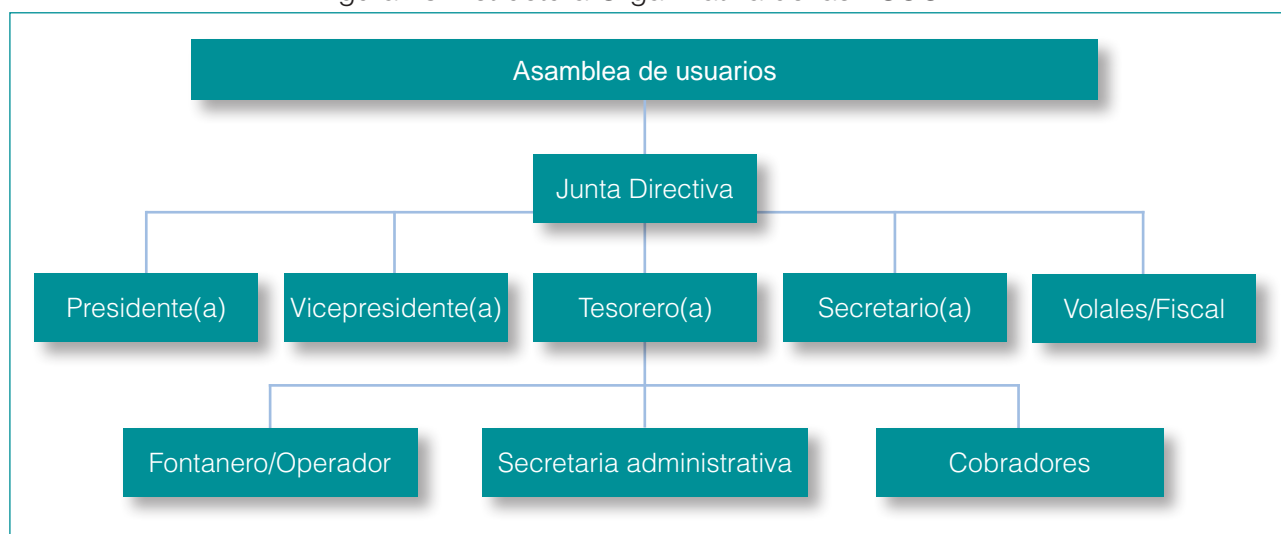 Asamblea de usuarios
Junta Directiva
Presidente(a)
Vicepresidente(a)
Tesorero(a)
Secretario(a)
Volales/Fiscal
Fontanero/Operador
Secretaria administrativa
Cobradores